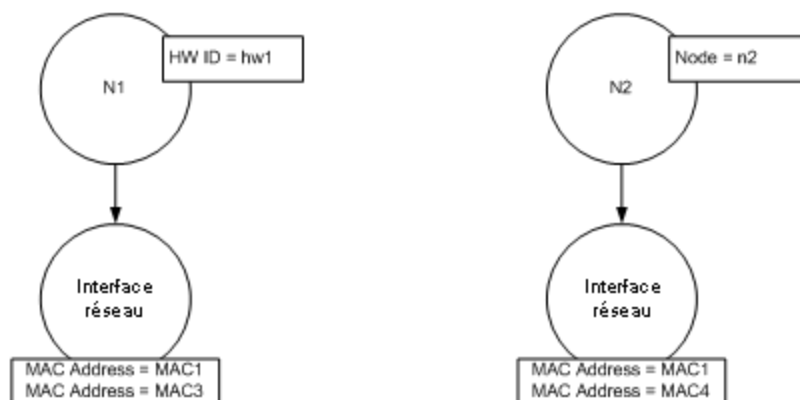 HW ID = hw1
N1
Node = n2
N2
Interface
réseau
Interface
réseau
MAC Address = MAC1
MAC Address = MAC3
MAC Address = MAC1
MAC Address = MAC4